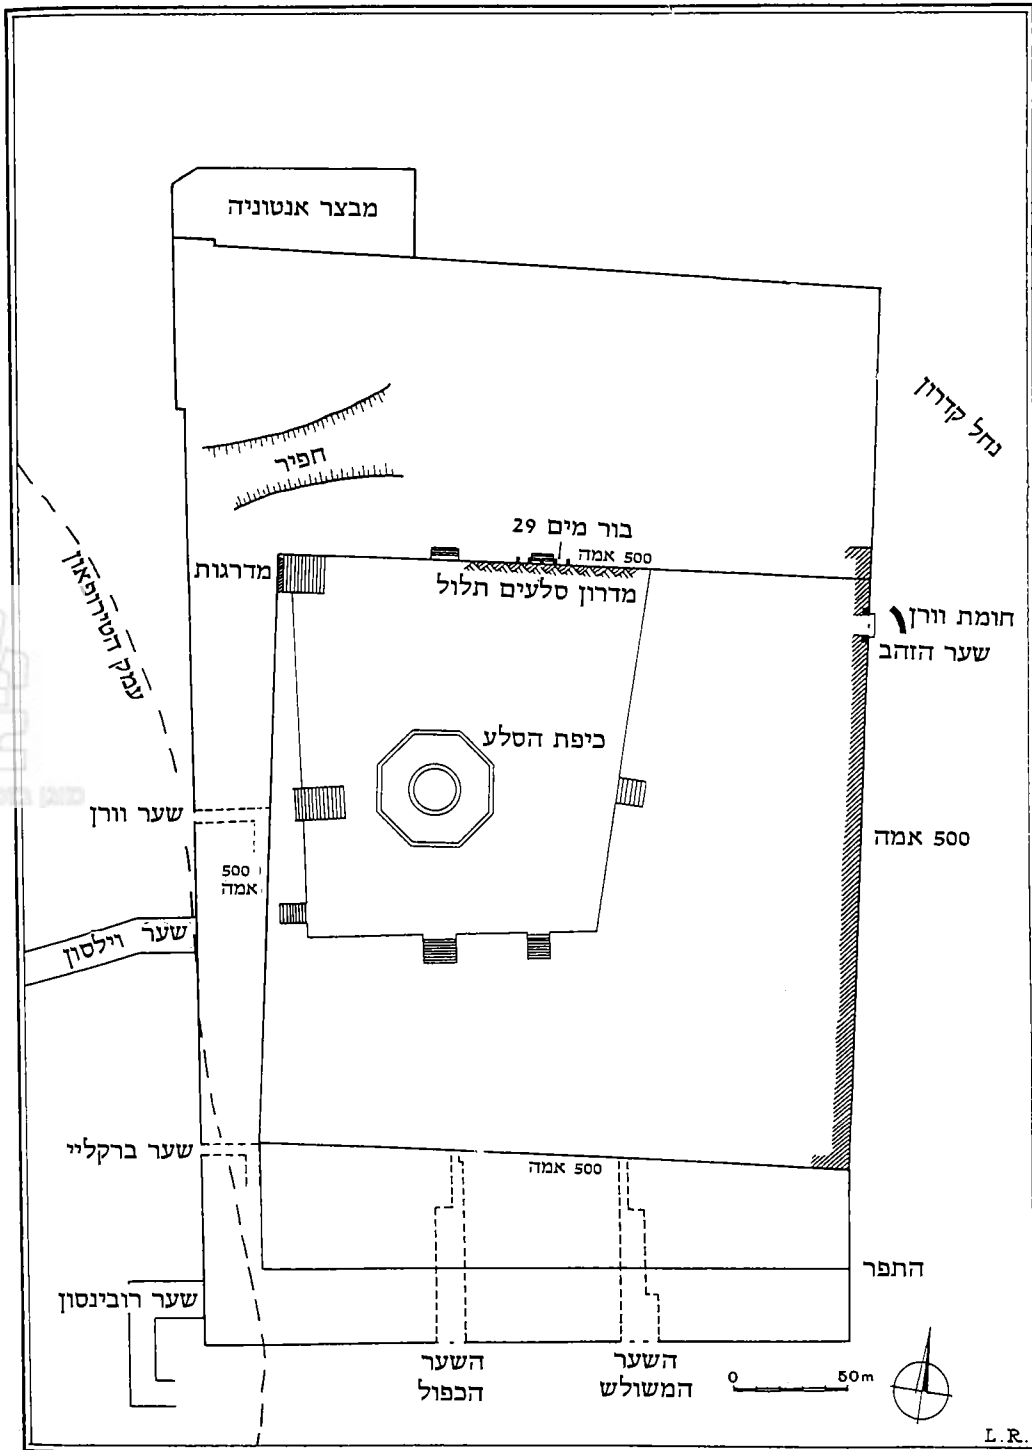 מבצר אנטוניה
נחל קדרון
חפיר
בור מים 29
500 אמה
מדרגות
מדרון סלעים תלול
חומת וורן
שער הזהב
עמק הטירופאון
כיפת הסלע
שער וורן
500 אמה
500
אמה
שער וילסון
שער ברקליי
500 אמה
התפר
שער רובינסון
השער
הכפול
השער
המשולש
0 50m
L.R.